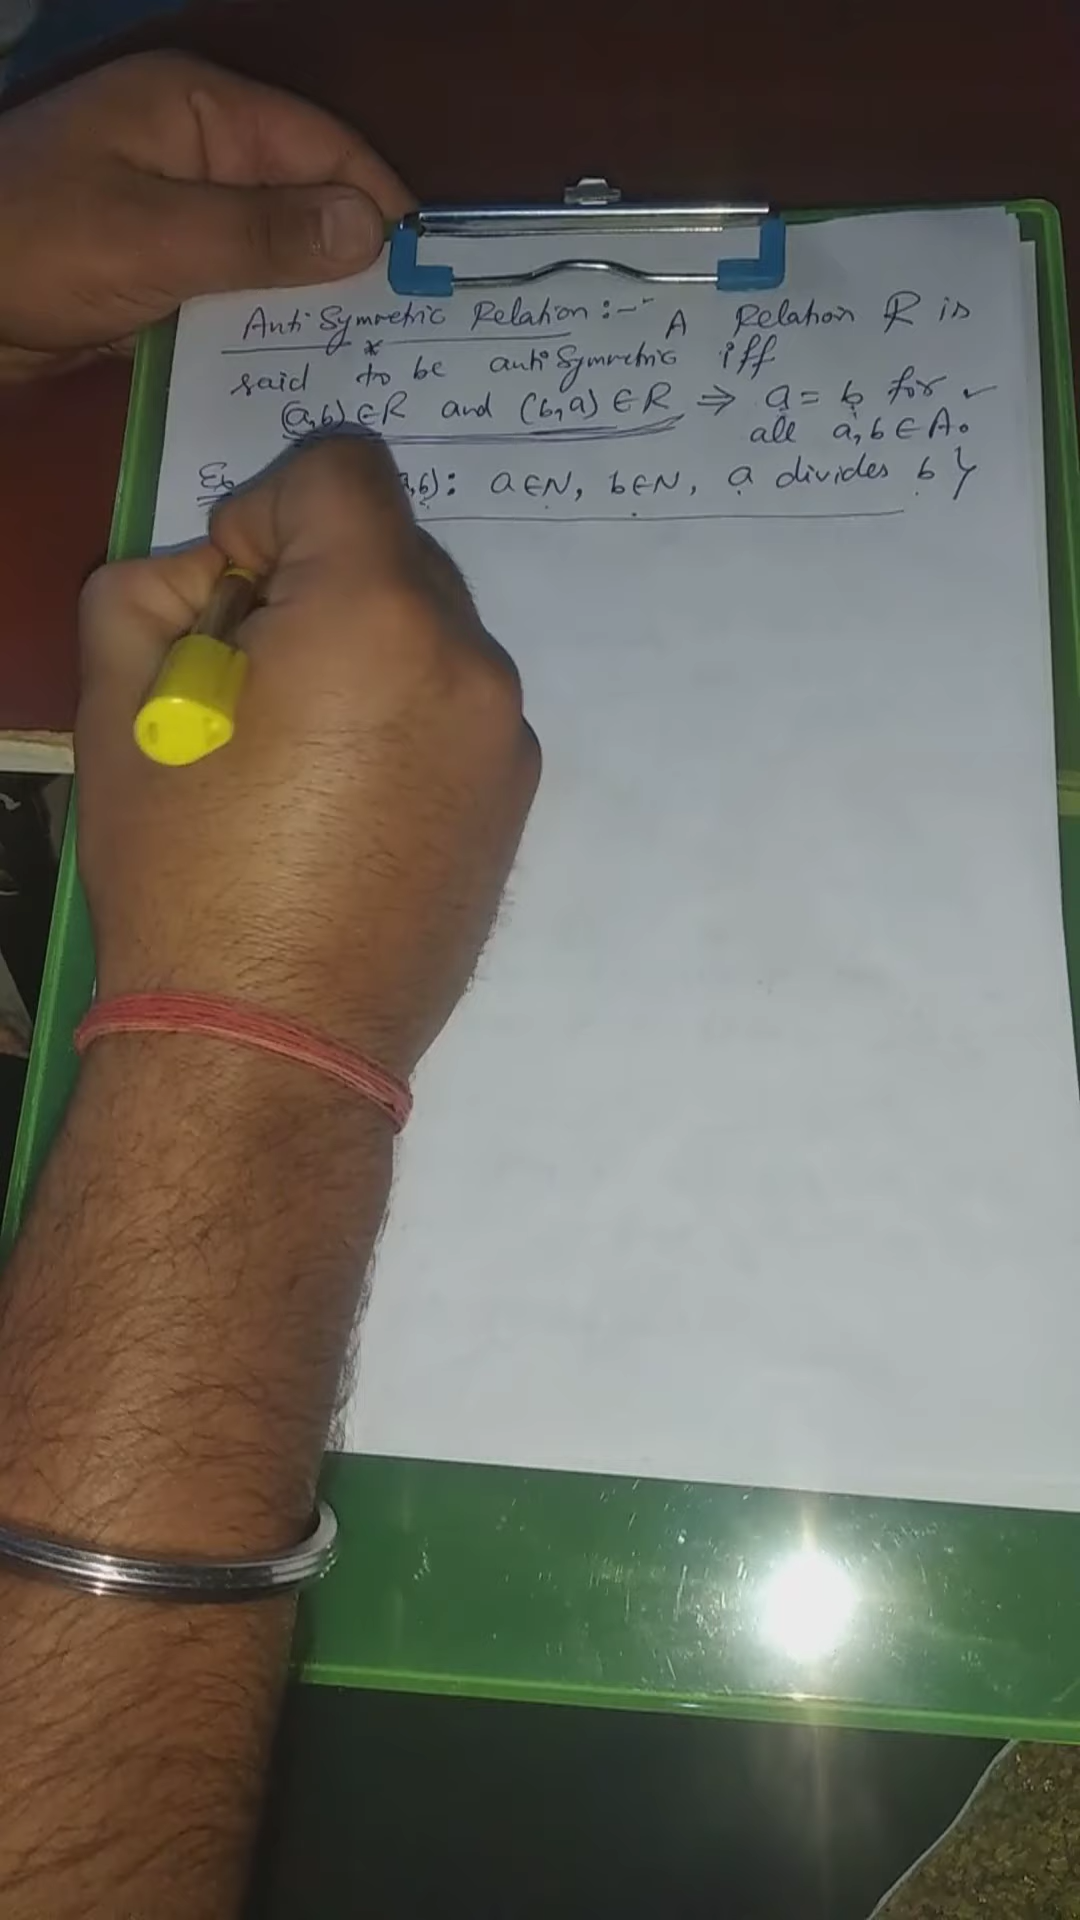 Anti Symmetric Relation :- A Relation R is
said to be anti Symmetric iff
(a,b) ∈ R and (b,a) ∈ R ⇒ a = b for
all a,b ∈ A.
,b): a ∈ N, b ∈ N, a divides b }